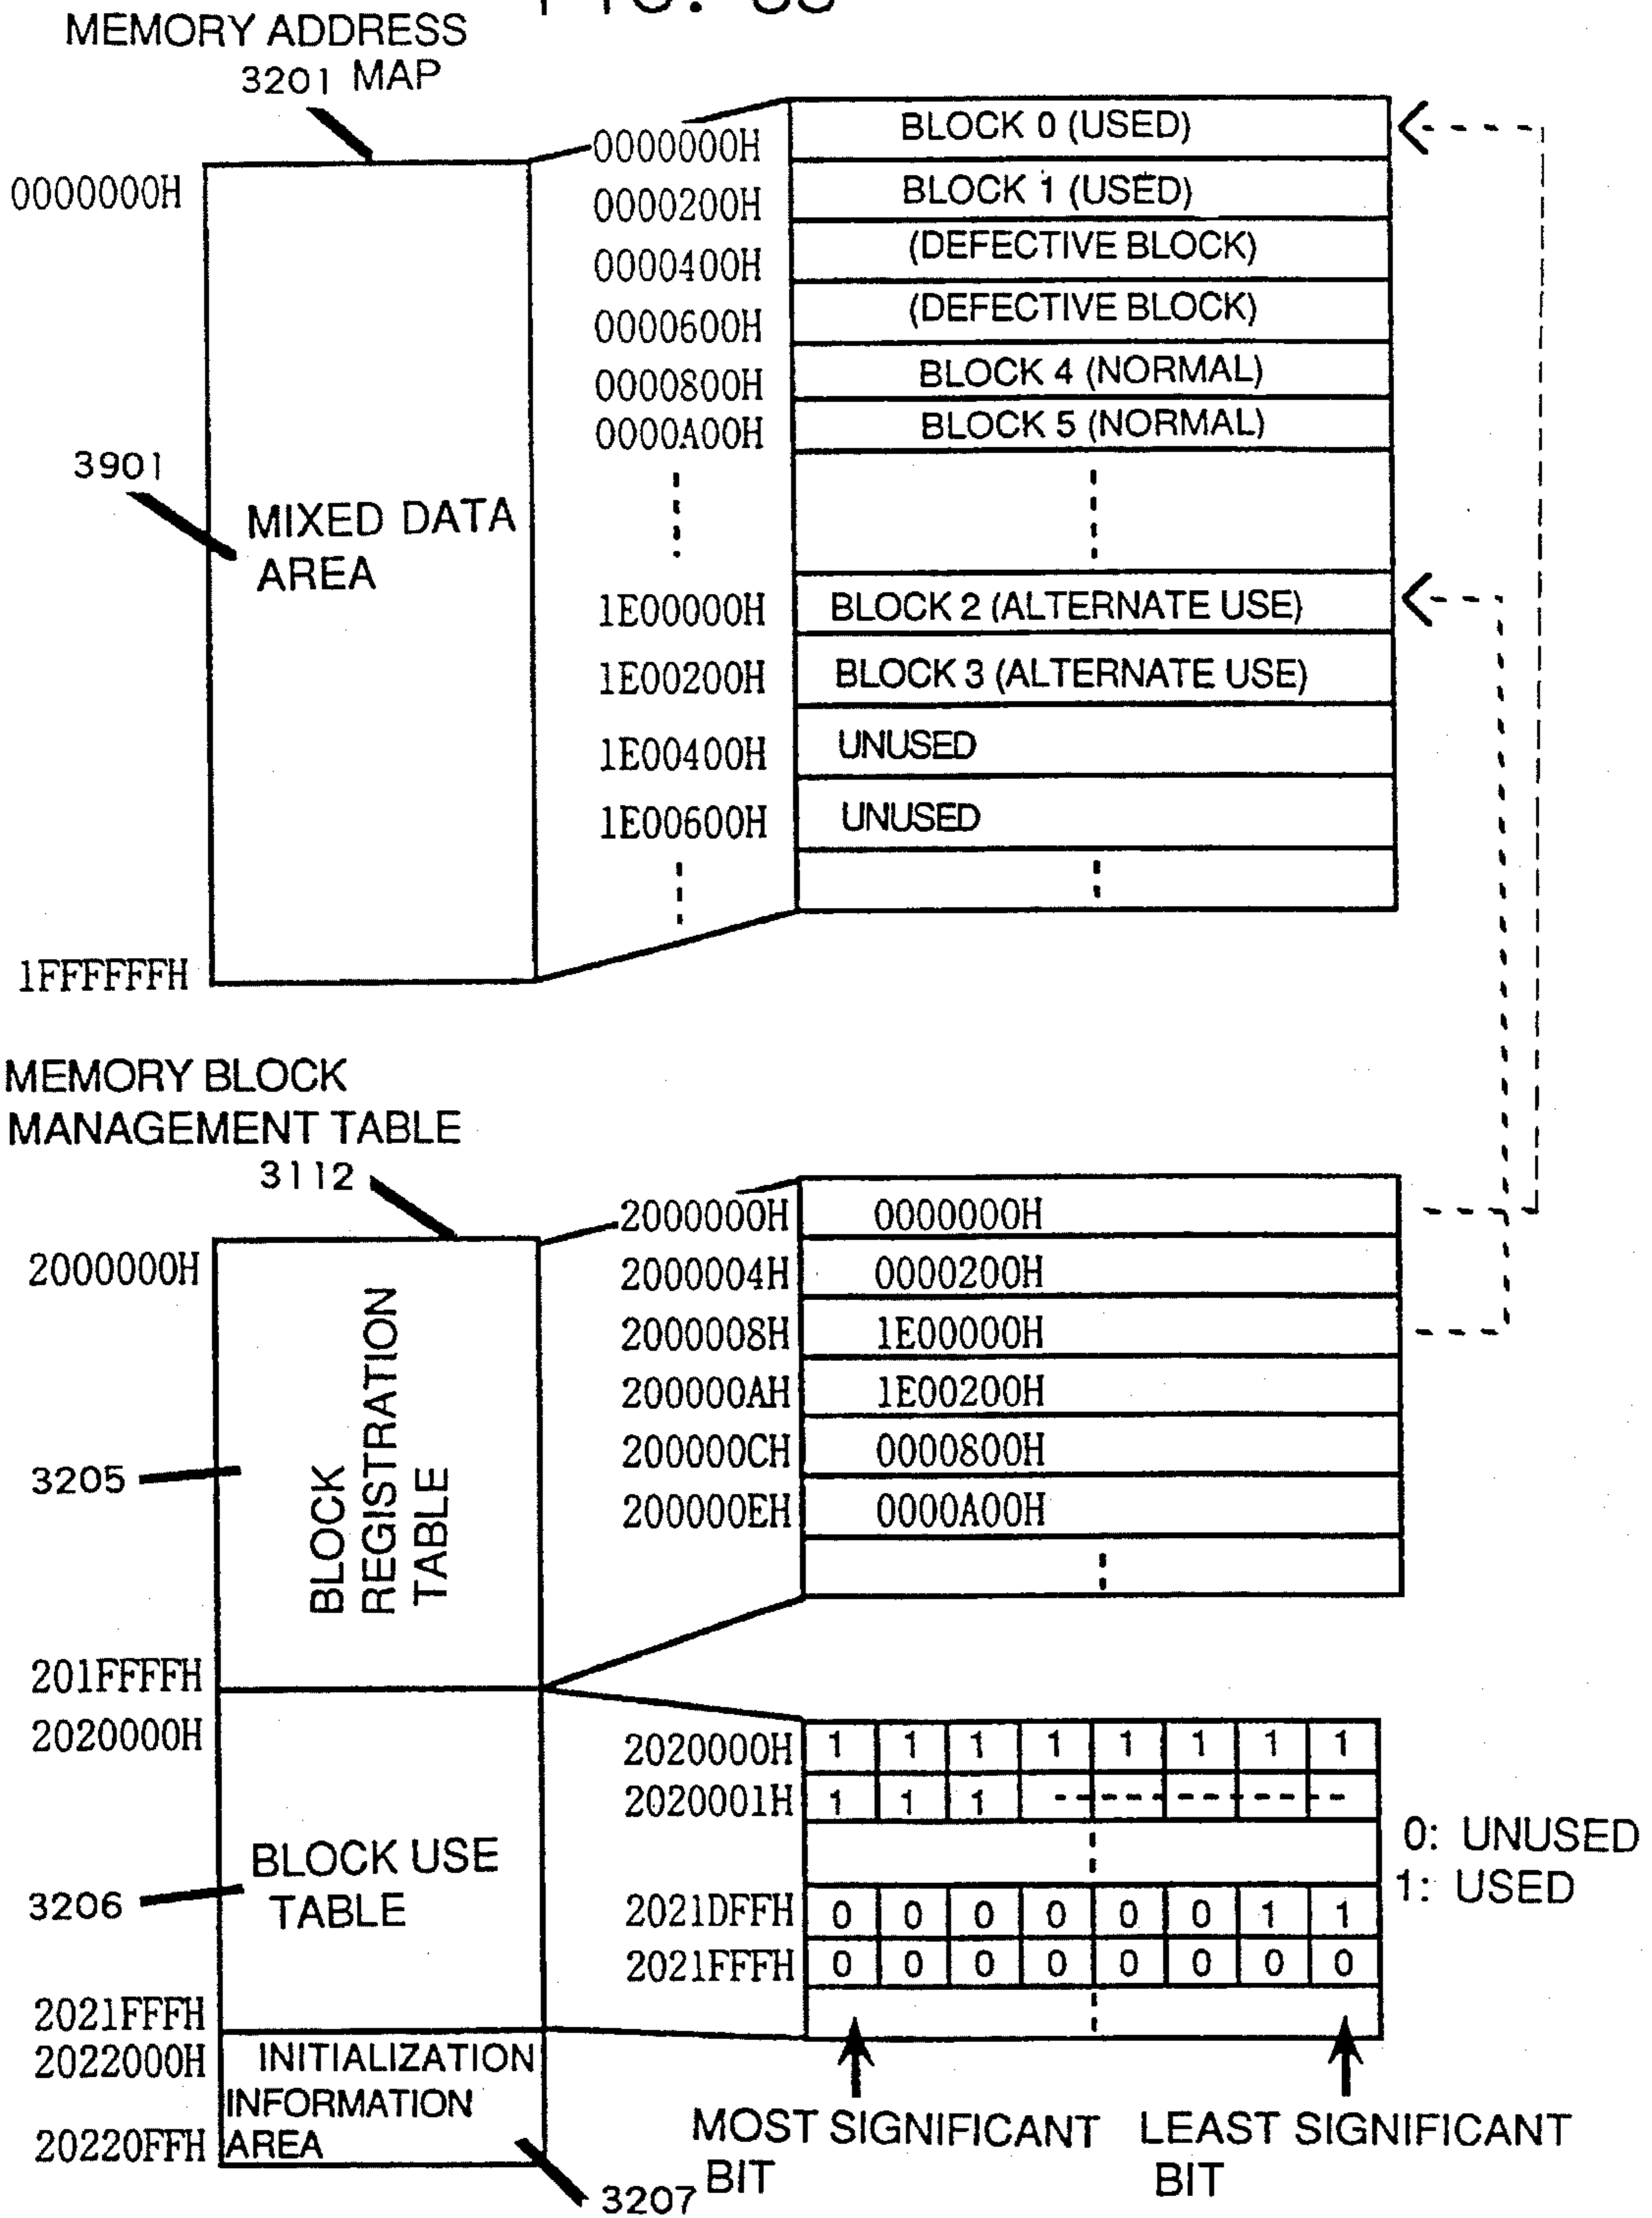 MEMORY ADDRESS
3201 MAP
0000000H
3901
MIXED DATA
AREA
1FFFFFFH
0000000H BLOCK 0 (USED)
0000200H BLOCK 1 (USED)
0000400H (DEFECTIVE BLOCK)
0000600H (DEFECTIVE BLOCK)
0000800H BLOCK 4 (NORMAL)
0000A00H BLOCK 5 (NORMAL)
1E00000H BLOCK 2 (ALTERNATE USE)
1E00200H BLOCK 3 (ALTERNATE USE)
1E00400H UNUSED
1E00600H UNUSED
MEMORY BLOCK
MANAGEMENT TABLE
3112
2000000H
BLOCK
REGISTRATION
TABLE
3205
201FFFFH
2000000H 0000000H
2000004H 0000200H
2000008H 1E00000H
200000AH 1E00200H
200000CH 0000800H
200000EH 0000A00H
2020000H
BLOCK USE
TABLE
3206
2021FFFH
2020000H 1 1 1 1 1 1 1 1
2020001H 1 1 1
2021DFFH 0 0 0 0 0 0 1 1
2021FFFH 0 0 0 0 0 0 0 0
0: UNUSED
1: USED
2022000H
INITIALIZATION
INFORMATION
AREA
20220FFH
3207
MOST SIGNIFICANT
BIT
LEAST SIGNIFICANT
BIT